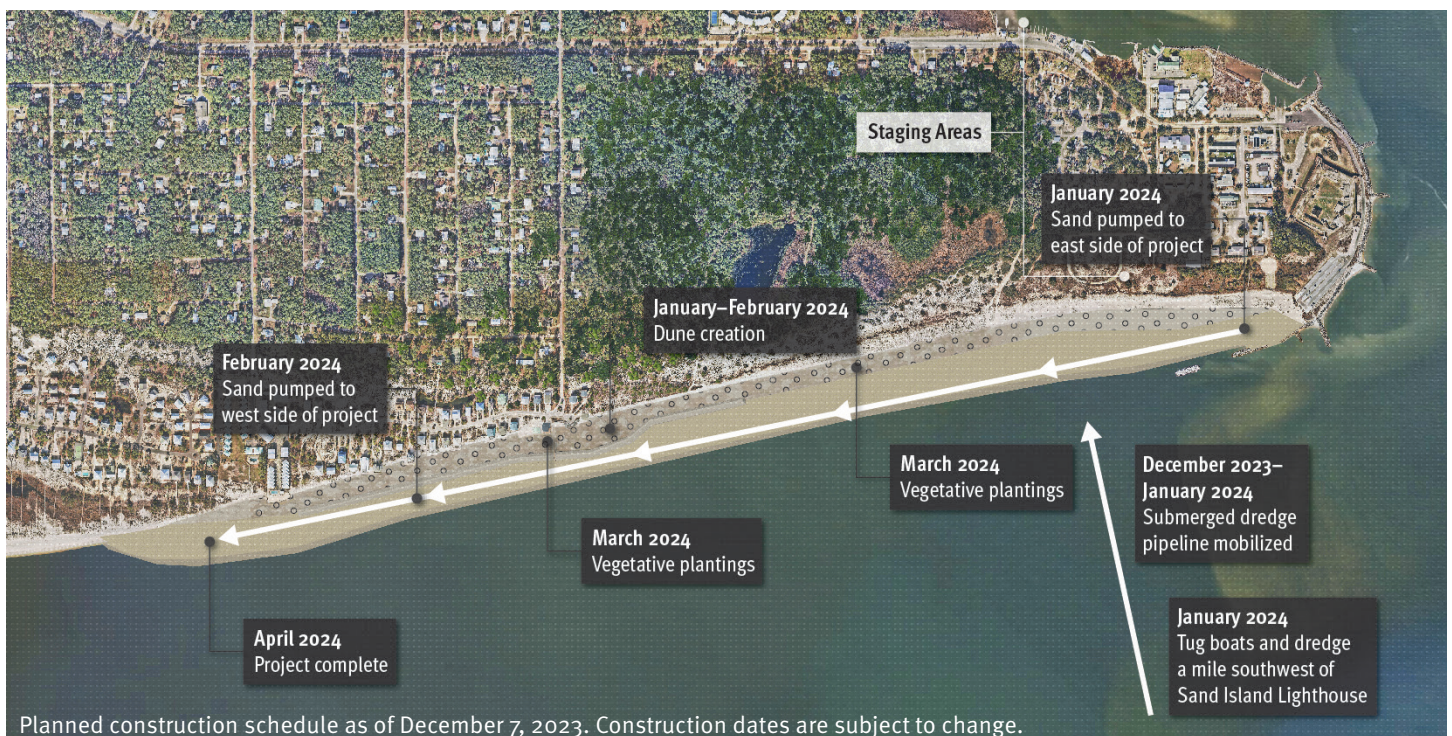 Staging Areas
January 2024
Sand pumped to
east side of project
January–February 2024
Dune creation
February 2024
Sand pumped to
west side of project
March 2024
Vegetative plantings
December 2023–
January 2024
Submerged dredge
pipeline mobilized
March 2024
Vegetative plantings
January 2024
Tug boats and dredge
a mile southwest of
Sand Island Lighthouse
April 2024
Project complete
Planned construction schedule as of December 7, 2023. Construction dates are subject to change.